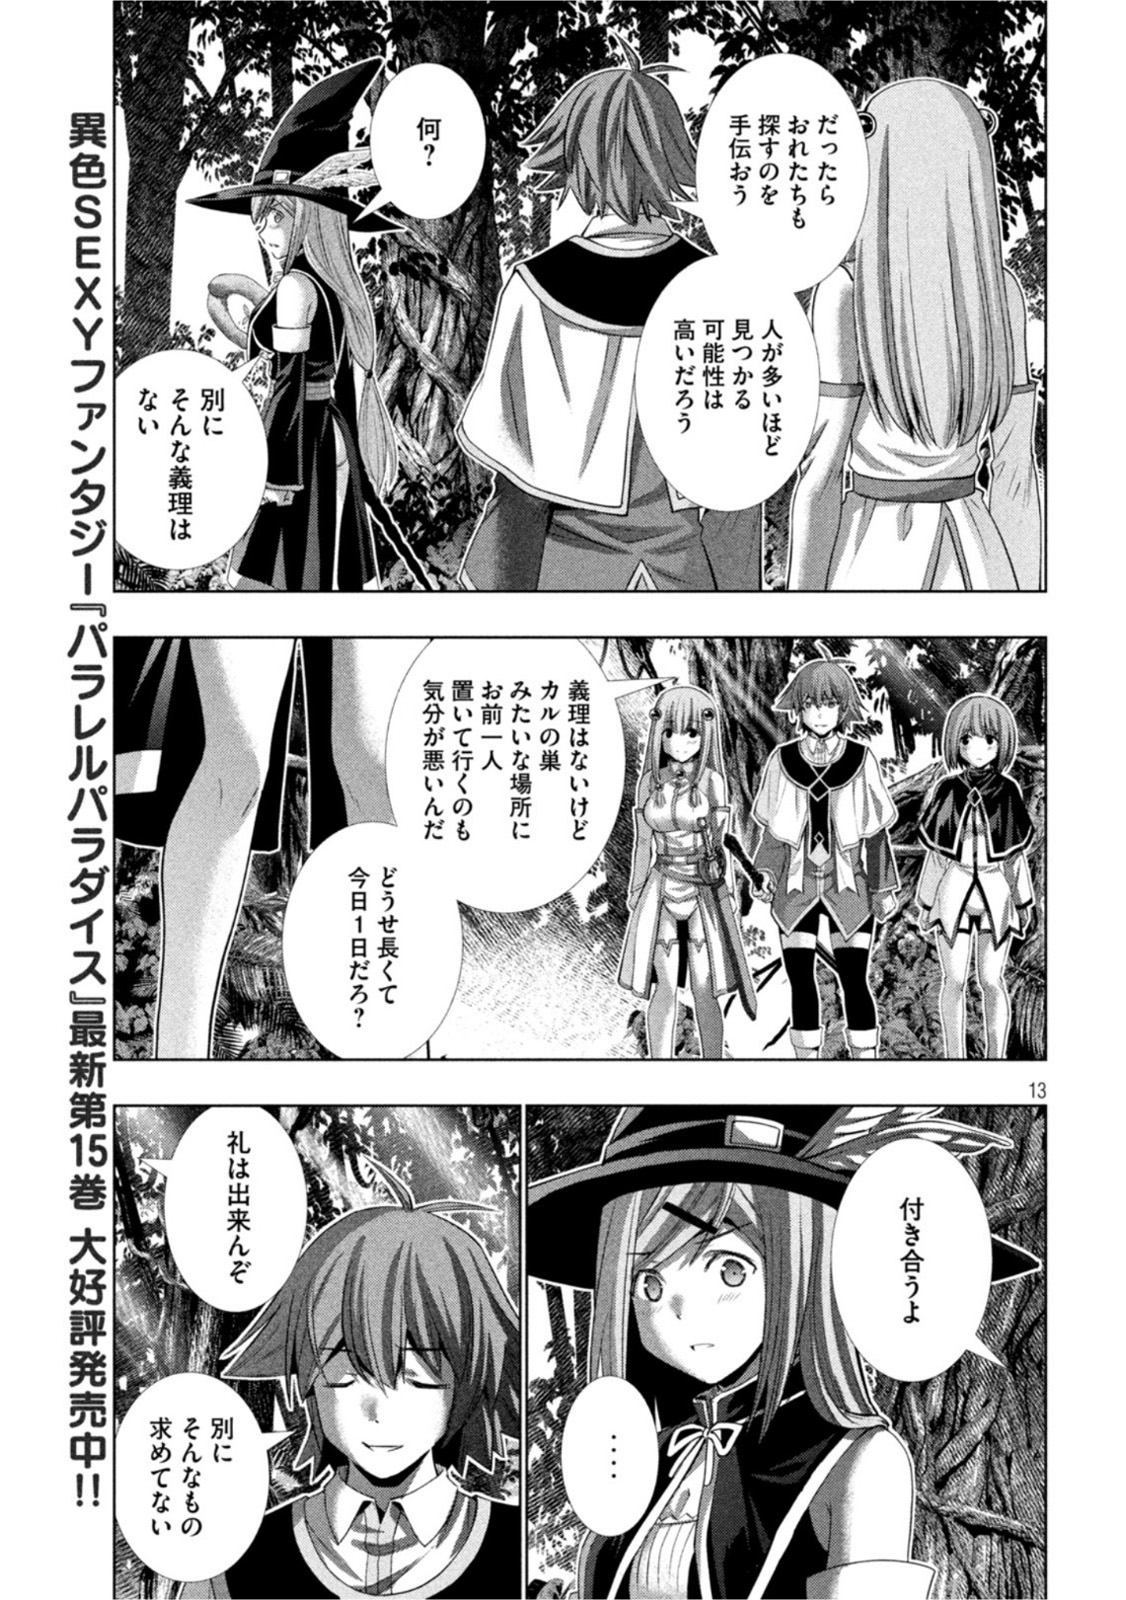 だったら
おれたちも
探すのを
手伝おう
人が多いほど
見つかる
可能性は
高いだろう
何?
別に
そんな義理は
ない
義理はないけど
カルの巣
みたいな場所に
お前一人
置いて行くのも
気分が悪いんだ
どうせ長くて
今日1日だろ?
13
付き合うよ
‥‥
礼は出来んぞ
別に
そんなもの
求めてない
異色SEXYファンタジー『パラレルパラダイス』最新第15巻 大好評発売中!!